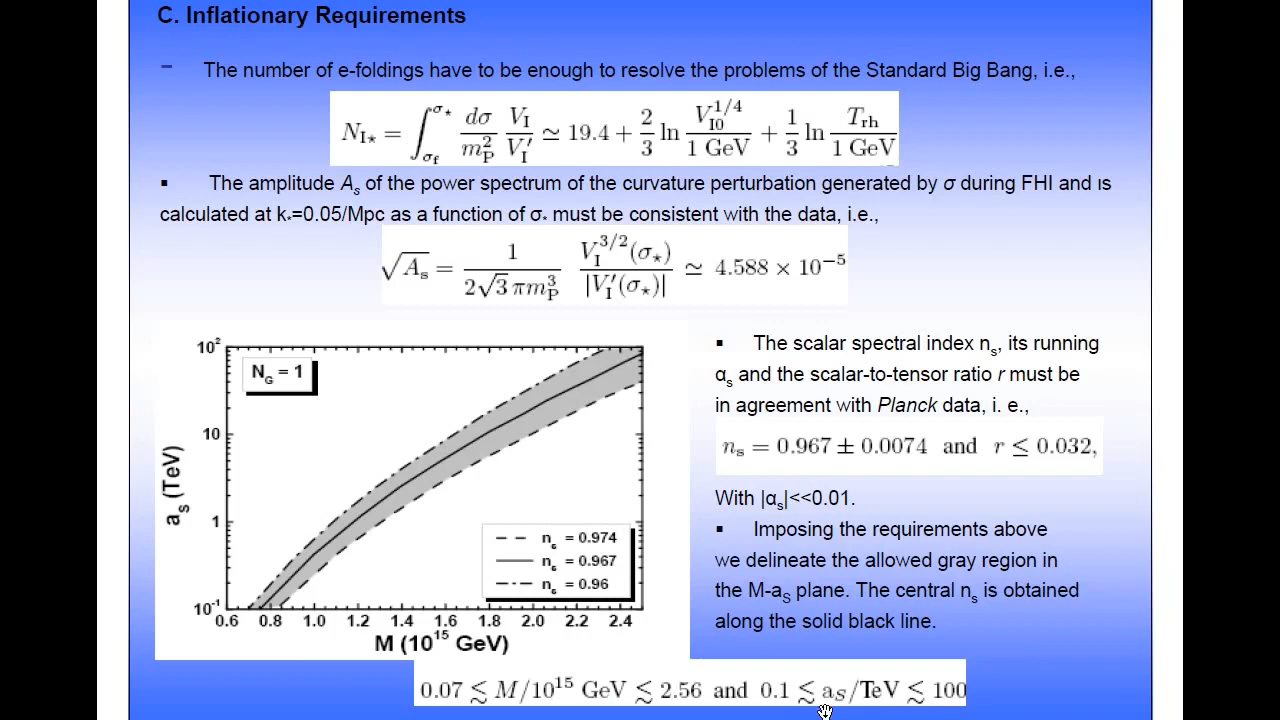 C. Inflationary Requirements
– The number of e-foldings have to be enough to resolve the problems of the Standard Big Bang, i.e.,
N_{I⋆} = ∫_{σ_f}^{σ_⋆} dσ/m_P^2 V_I/V_I′ ≃ 19.4 + 2/3 ln V_{I0}^{1/4}/1 GeV + 1/3 ln T_rh/1 GeV
▪ The amplitude A_s of the power spectrum of the curvature perturbation generated by σ during FHI and is
calculated at k_*=0.05/Mpc as a function of σ_* must be consistent with the data, i.e.,
√A_s = 1/(2√3 πm_P^3) V_I^{3/2}(σ_⋆)/|V_I′(σ_⋆)| ≃ 4.588 × 10^{−5}
▪ The scalar spectral index n_s, its running
α_s and the scalar-to-tensor ratio r must be
in agreement with Planck data, i. e.,
n_s = 0.967 ± 0.0074 and r ≤ 0.032,
With |α_s|<<0.01.
▪ Imposing the requirements above
we delineate the allowed gray region in
the M-a_S plane. The central n_s is obtained
along the solid black line.
N_G = 1
a_s (TeV)
10^2
10
1
10^{-1}
n_s = 0.974
n_s = 0.967
n_s = 0.96
0.6 0.8 1.0 1.2 1.4 1.6 1.8 2.0 2.2 2.4
M (10^{15} GeV)
0.07 ≲ M/10^{15} GeV ≲ 2.56 and 0.1 ≲ a_S/TeV ≲ 100